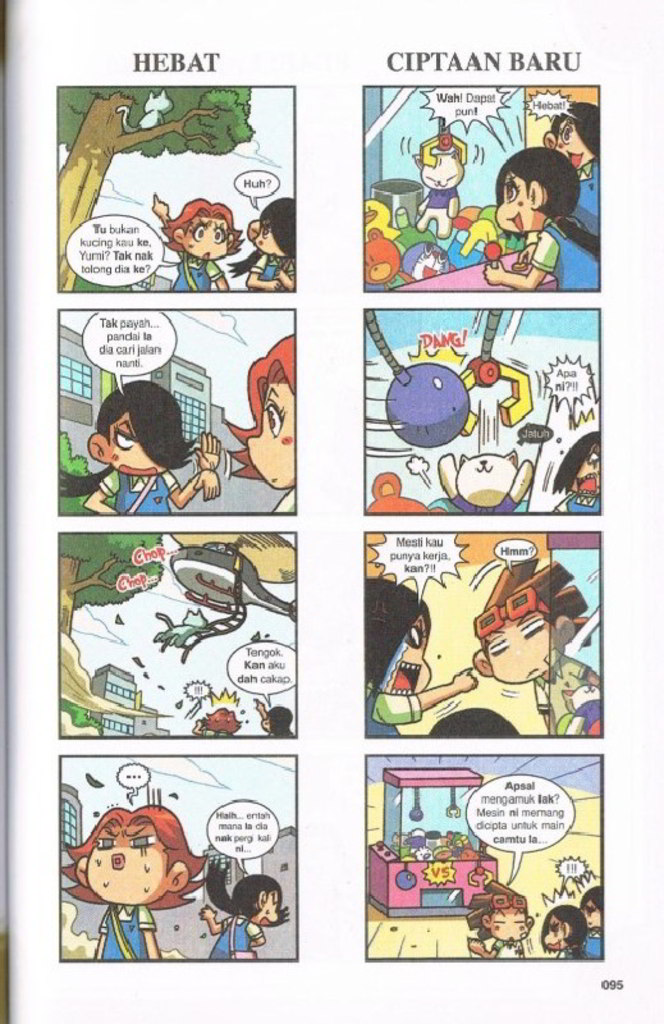 HEBAT
Huh?
Tu bukan
kucing kau ke,
Yumi? Tak nak
tolong dia ke?
Tak payah...
pandai la
dia cari jalan
nanti.
Chop...
Chop...
Tengok.
Kan aku
dah cakap.
!!!
...
Haih... entah
mana la dia
nak pergi kali
ni...
CIPTAAN BARU
Wah! Dapat
pun!
Hebat!
DANG!
Apa
ni?!!
Jatuh
Mesti kau
punya kerja,
kan?!!
Hmm?
Apsal
mengamuk lak?
Mesin ni memang
dicipta untuk main
camtu la...
VS
!!!
095